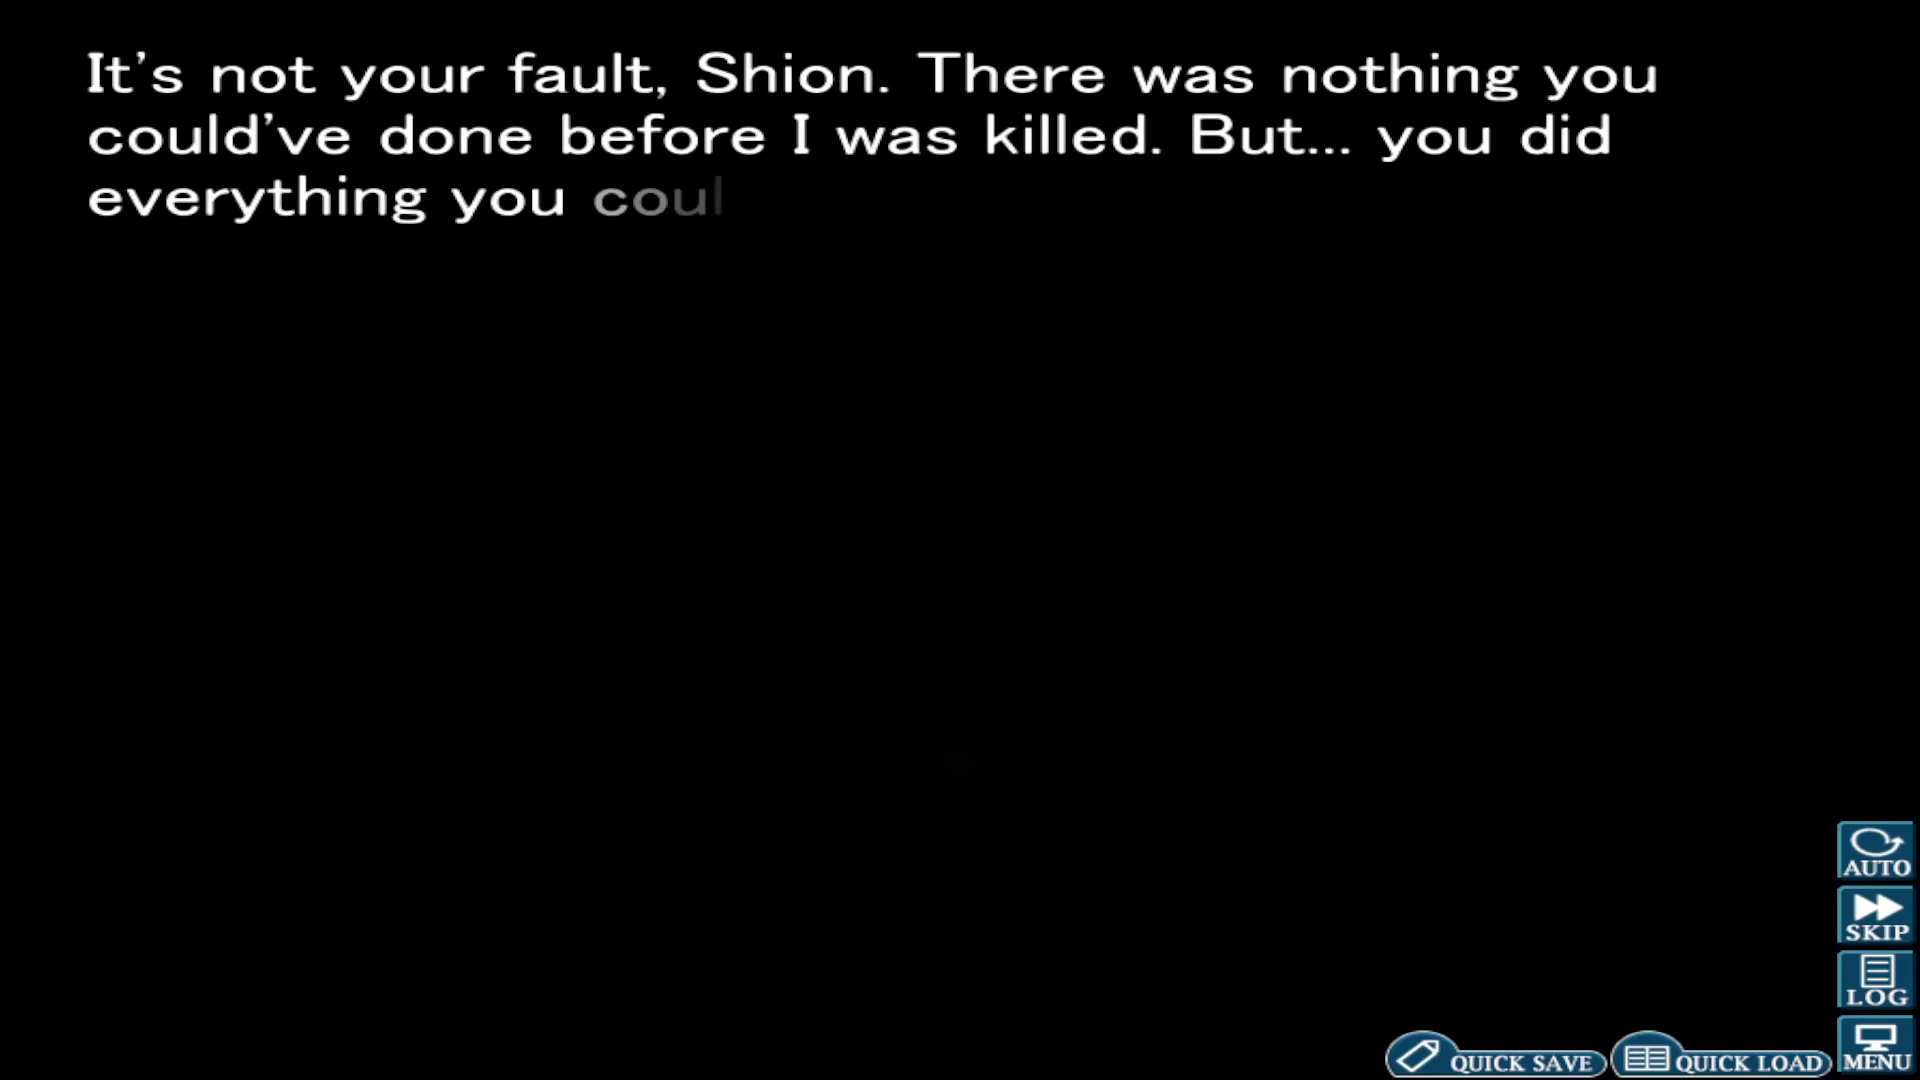 It's not your fault, Shion. There was nothing you
could've done before I was killed. But... you did
everything you coul
AUTO
SKIP
LOG
MENU
QUICK SAVE
QUICK LOAD